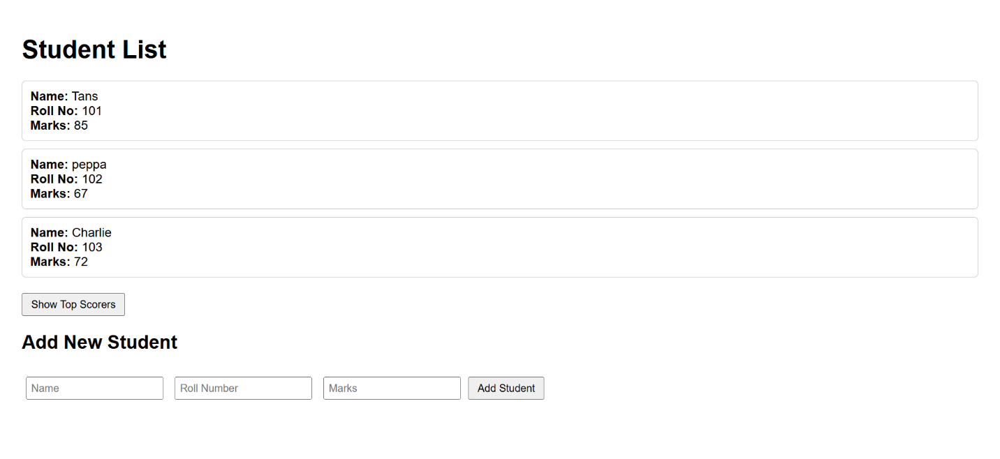 Student List
Name: Tans
Roll No: 101
Marks: 85
Name: peppa
Roll No: 102
Marks: 67
Name: Charlie
Roll No: 103
Marks: 72
Show Top Scorers
Add New Student
Name Roll Number Marks Add Student